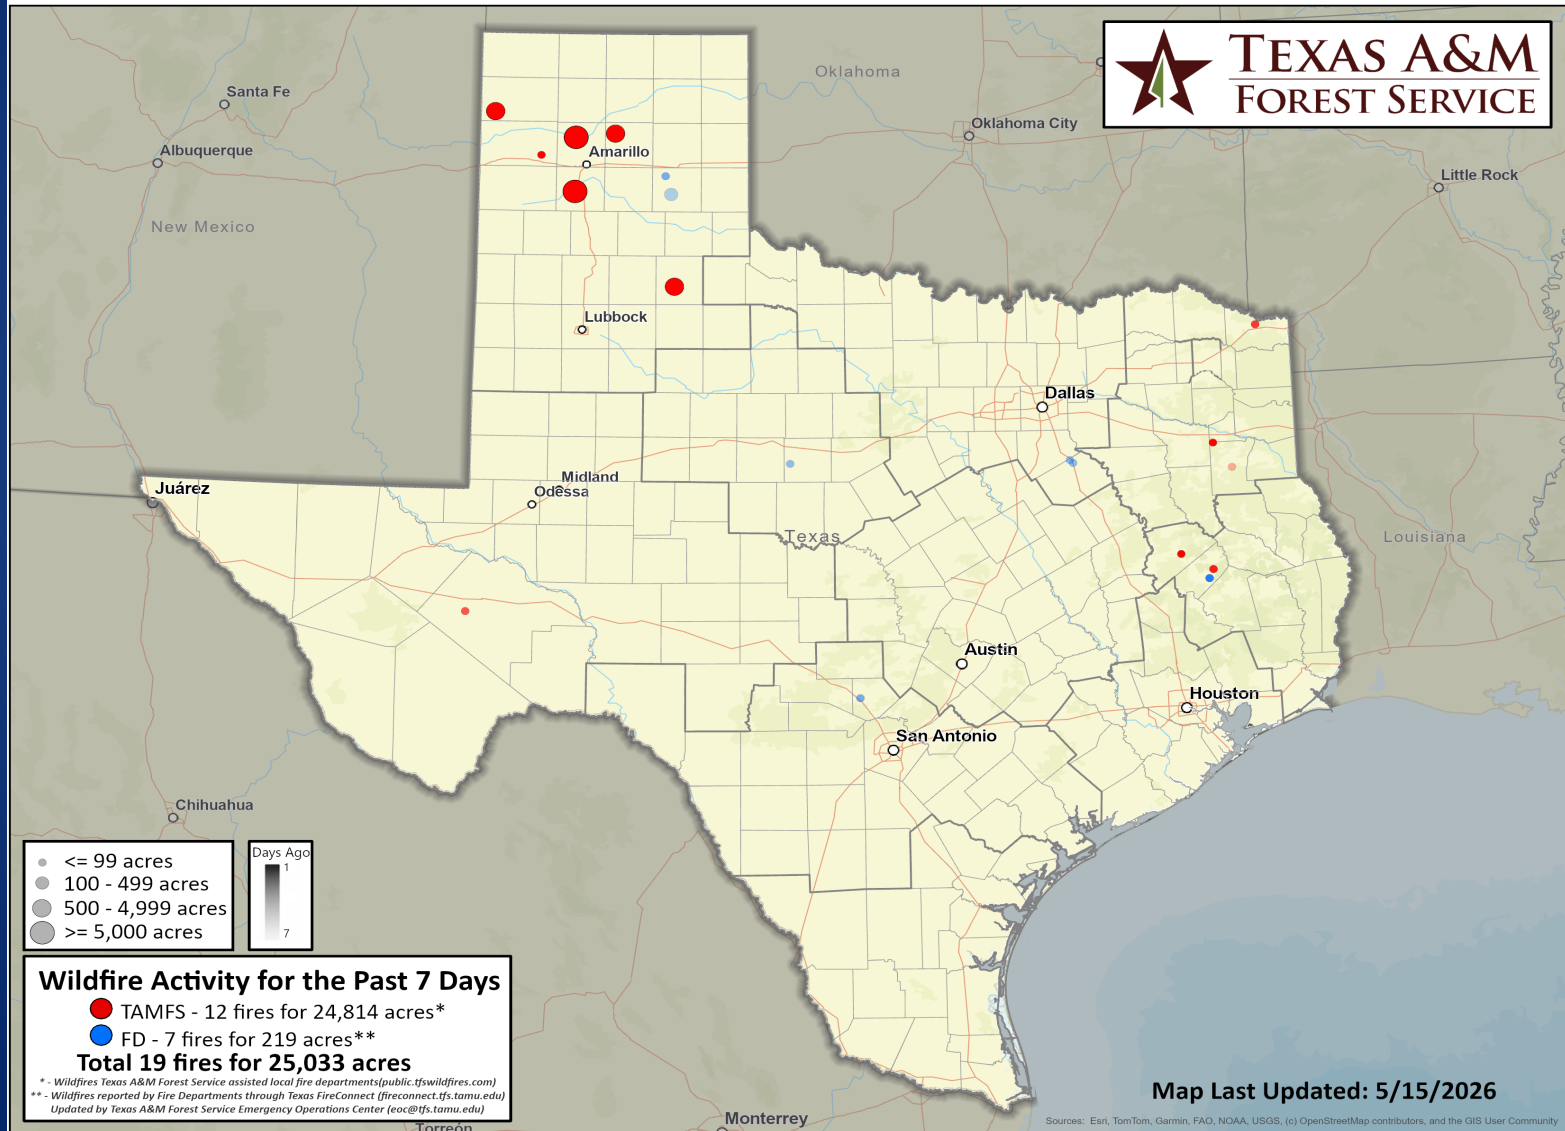 TEXAS A&M
FOREST SERVICE
Oklahoma
Santa Fe
Oklahoma City
Albuquerque
Amarillo
Little Rock
New Mexico
Lubbock
Dallas
Midland
Odessa
Juárez
Texas
Louisiana
Austin
Houston
San Antonio
Chihuahua
<= 99 acres
100 - 499 acres
500 - 4,999 acres
>= 5,000 acres
Days Ago
1
7
Wildfire Activity for the Past 7 Days
TAMFS - 12 fires for 24,814 acres*
FD - 7 fires for 219 acres**
Total 19 fires for 25,033 acres
* - Wildfires Texas A&M Forest Service assisted local fire departments(public.tfswildfires.com)
** - Wildfires reported by Fire Departments through Texas FireConnect (fireconnect.tfs.tamu.edu)
Updated by Texas A&M Forest Service Emergency Operations Center (eoc@tfs.tamu.edu)
Map Last Updated: 5/15/2026
Sources: Esri, TomTom, Garmin, FAO, NOAA, USGS, (c) OpenStreetMap contributors, and the GIS User Community
Monterrey
Torreón